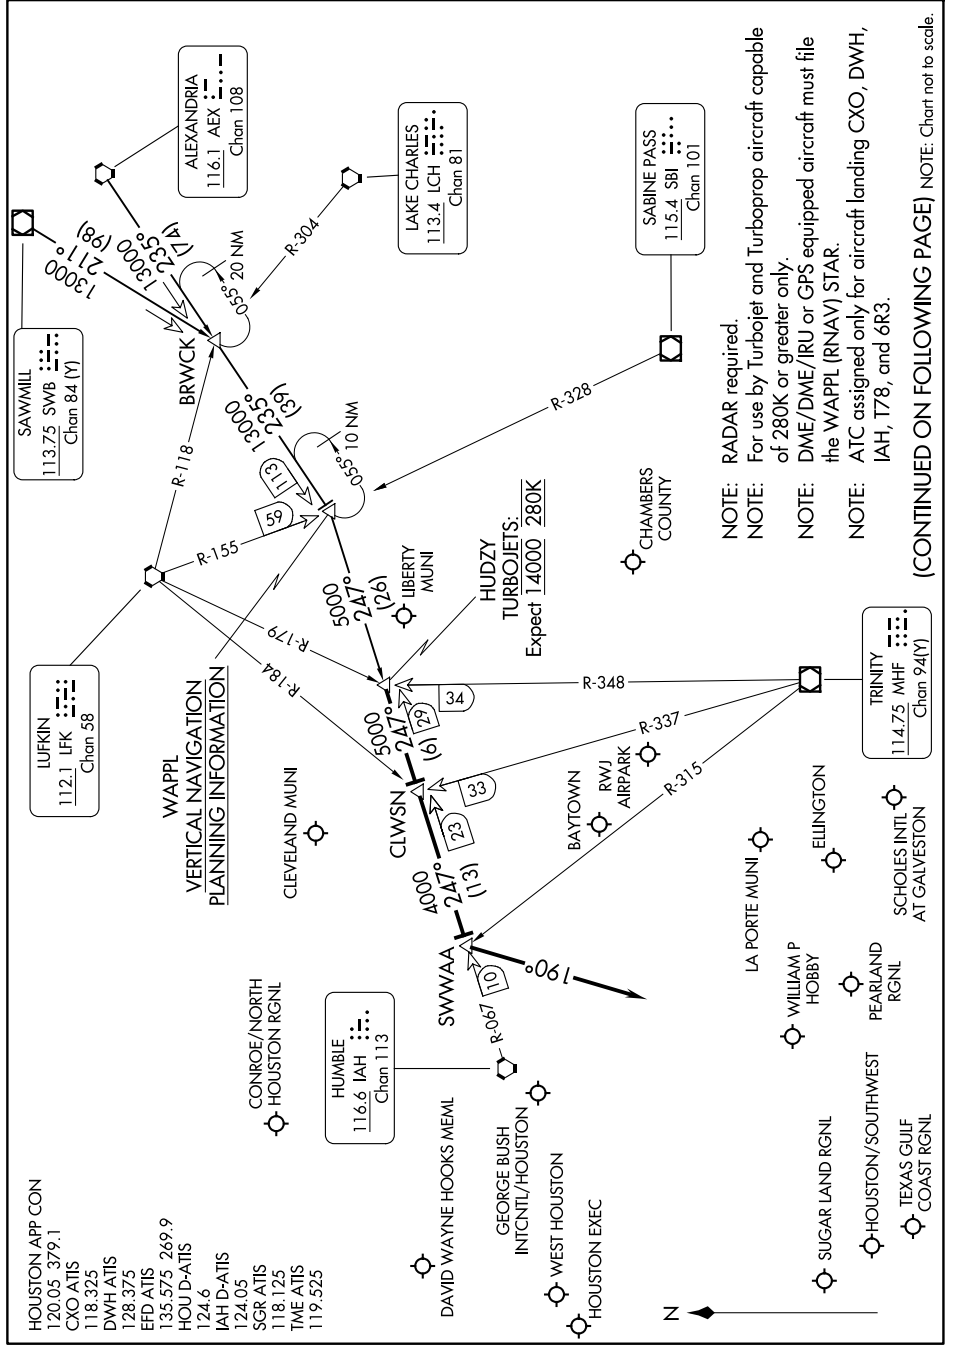 HOUSTON APP CON
120.05 379.1
CXO ATIS
118.325
DWH ATIS
128.375
EFD ATIS
135.575 269.9
HOU D-ATIS
124.6
IAH D-ATIS
124.05
SGR ATIS
118.125
TME ATIS
119.525
CONROE/NORTH
HOUSTON RGNL
HUMBLE
116.6 IAH
Chan 113
DAVID WAYNE HOOKS MEML
GEORGE BUSH
INTCNTL/HOUSTON
WEST HOUSTON
HOUSTON EXEC
N
SUGAR LAND RGNL
HOUSTON/SOUTHWEST
TEXAS GULF
COAST RGNL
WILLIAM P
HOBBY
PEARLAND
RGNL
LA PORTE MUNI
ELLINGTON
SCHOLES INTL
AT GALVESTON
BAYTOWN
RWJ
AIRPARK
R-067
10
SWWAA
190°
4000
247°
(13)
CLWSN
23
33
5000
247°
(6)
29
34
R-315
R-337
R-348
TRINITY
114.75 MHF
Chan 94(Y)
CLEVELAND MUNI
WAPPL
VERTICAL NAVIGATION
PLANNING INFORMATION
LUFKIN
112.1 LFK
Chan 58
R-184
R-179
R-155
R-118
59
113
HUDZY
TURBOJETS:
Expect 14000 280K
5000
247°
(26)
LIBERTY
MUNI
CHAMBERS
COUNTY
055°
10 NM
13000
235°
(39)
BRWCK
055°
20 NM
R-328
R-304
SAWMILL
113.75 SWB
Chan 84 (Y)
13000
211°
(98)
13000
235°
(74)
ALEXANDRIA
116.1 AEX
Chan 108
LAKE CHARLES
113.4 LCH
Chan 81
SABINE PASS
115.4 SBI
Chan 101
NOTE: RADAR required.
NOTE: For use by Turbojet and Turboprop aircraft capable
of 280K or greater only.
NOTE: DME/DME/IRU or GPS equipped aircraft must file
the WAPPL (RNAV) STAR.
NOTE: ATC assigned only for aircraft landing CXO, DWH,
IAH, T78, and 6R3.
(CONTINUED ON FOLLOWING PAGE) NOTE: Chart not to scale.